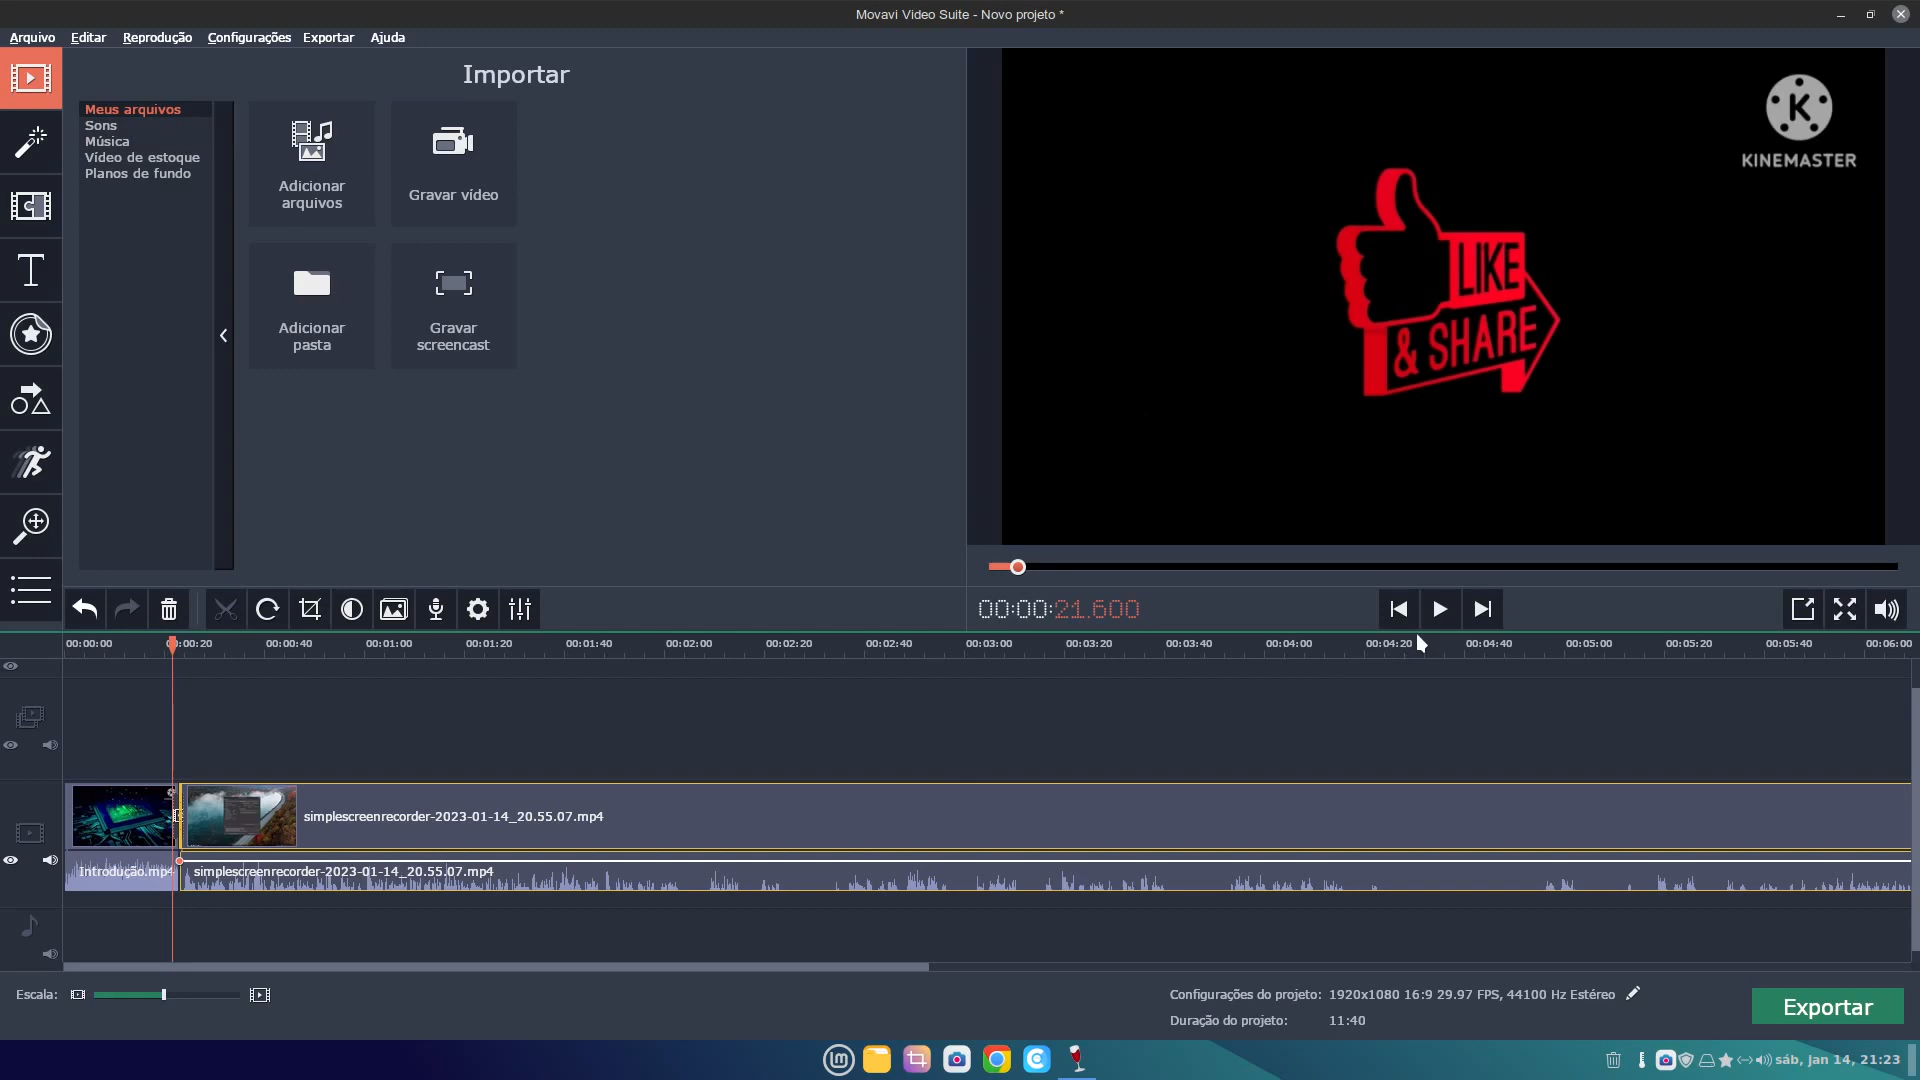 Movavi Video Suite - Novo projeto *
Arquivo Editar Reprodução Configurações Exportar Ajuda
Importar
Meus arquivos
Sons
Música
Vídeo de estoque
Planos de fundo
Adicionar
arquivos
Gravar vídeo
Adicionar
pasta
Gravar
screencast
K
KINEMASTER
LIKE
& SHARE
00:00:21.600
00:00:00 00:00:20 00:00:40 00:01:00 00:01:20 00:01:40 00:02:00 00:02:20 00:02:40 00:03:00 00:03:20 00:03:40 00:04:00 00:04:20 00:04:40 00:05:00 00:05:20 00:05:40 00:06:00
simplescreenrecorder-2023-01-14_20.55.07.mp4
Introdução.mp4 simplescreenrecorder-2023-01-14_20.55.07.mp4
Escala:
Configurações do projeto: 1920x1080 16:9 29.97 FPS, 44100 Hz Estéreo
Duração do projeto: 11:40
Exportar
sáb, jan 14, 21:23